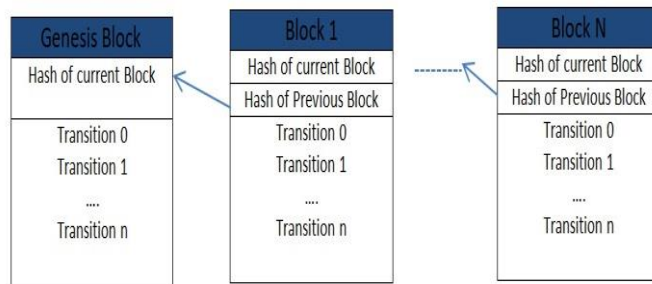 Genesis Block
Hash of current Block
Transition 0
Transition 1
....
Transition n
Block 1
Hash of current Block
Hash of Previous Block
Transition 0
Transition 1
....
Transition n
Block N
Hash of current Block
Hash of Previous Block
Transition 0
Transition 1
....
Transition n